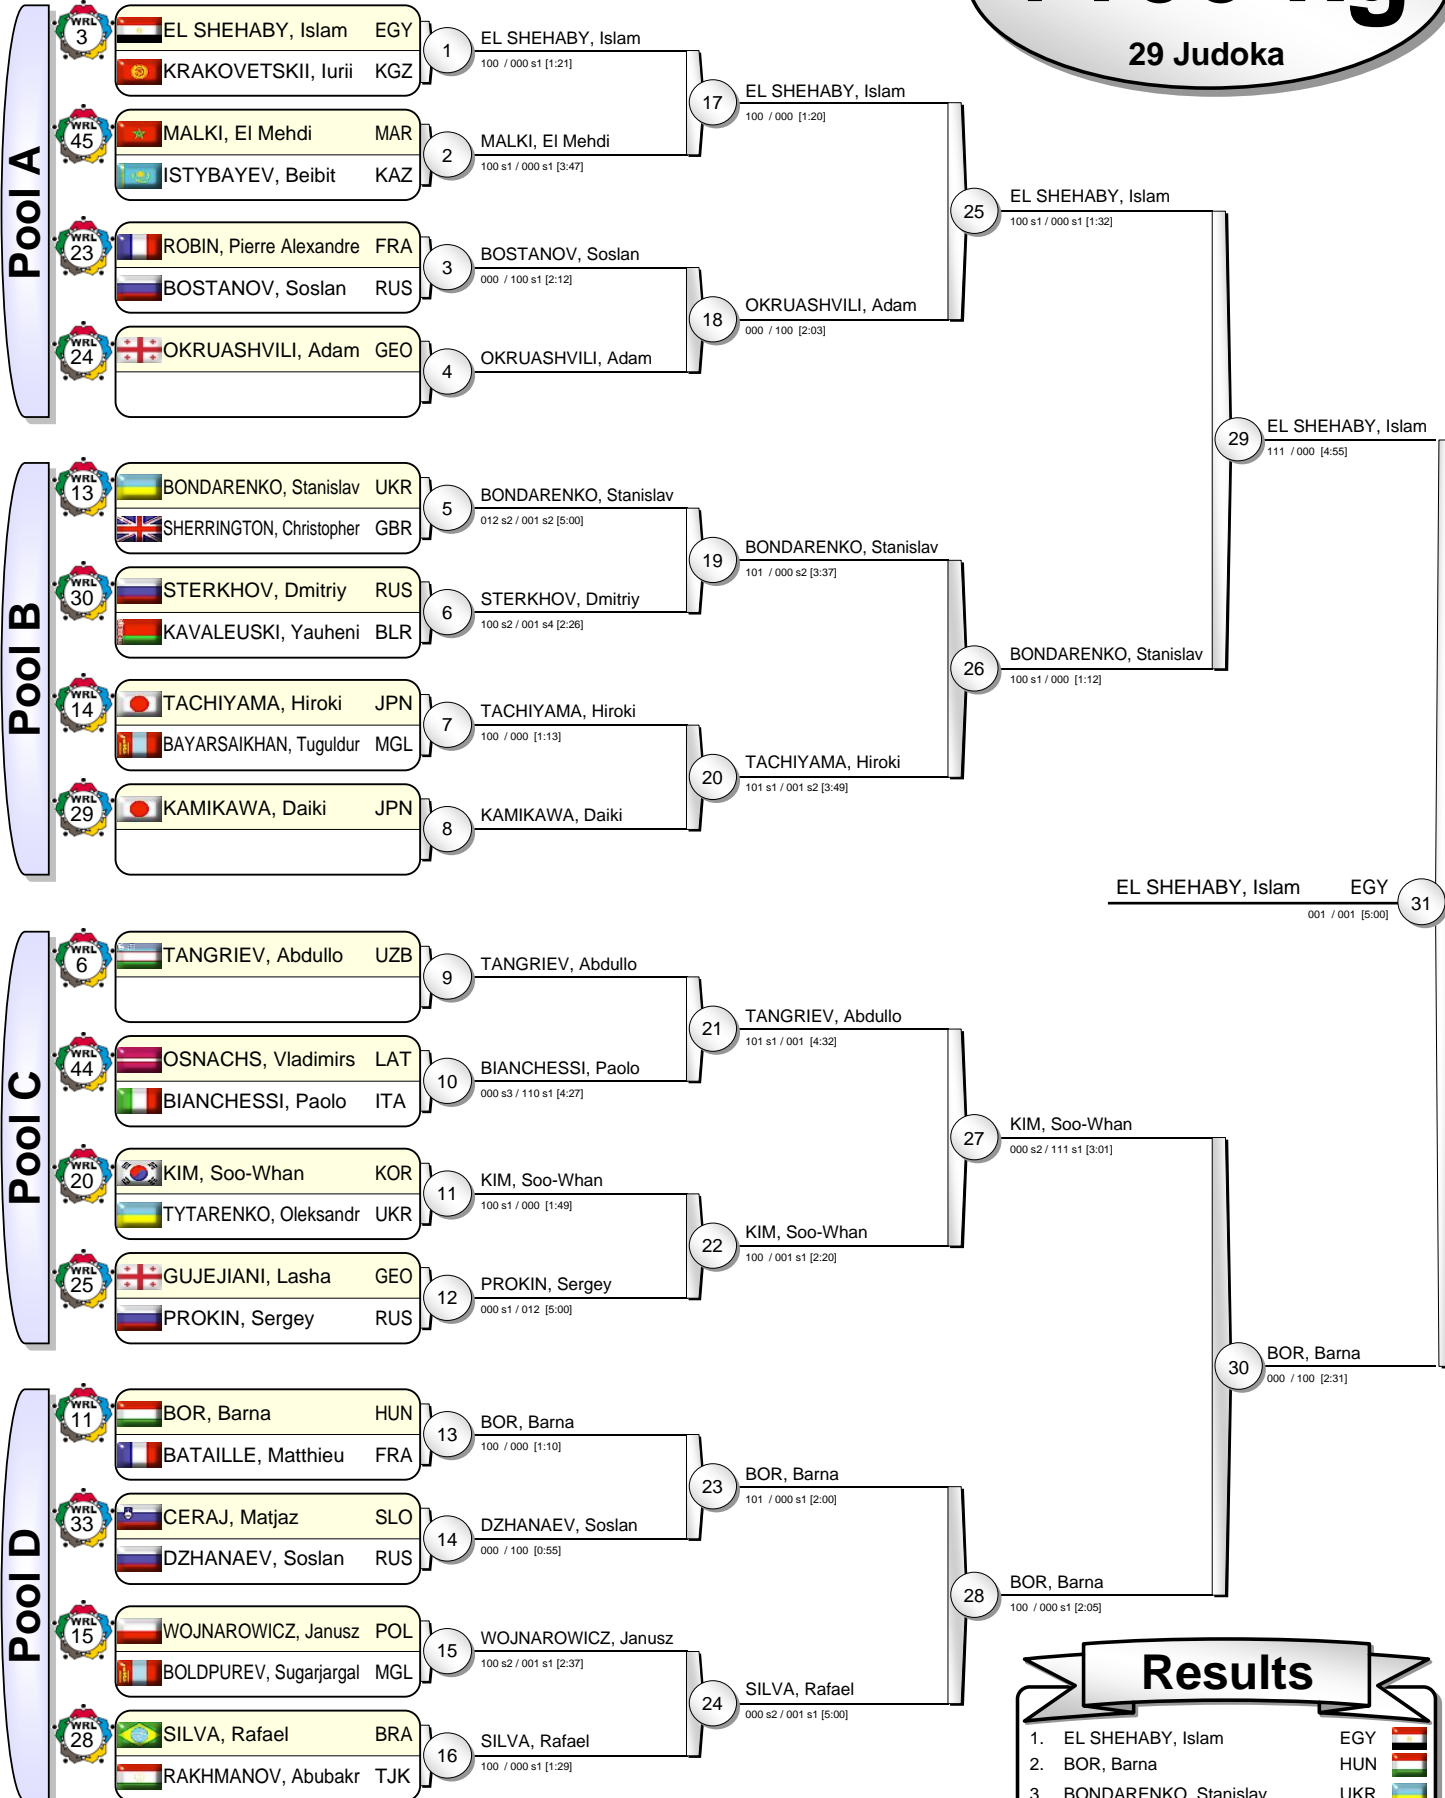 29 Judoka
Pool A
WRL
3
EL SHEHABY, Islam EGY
KRAKOVETSKII, Iurii KGZ
WRL
45
MALKI, El Mehdi MAR
ISTYBAYEV, Beibit KAZ
WRL
23
ROBIN, Pierre Alexandre FRA
BOSTANOV, Soslan RUS
WRL
24
OKRUASHVILI, Adam GEO
1
EL SHEHABY, Islam
100 / 000 s1 [1:21]
2
MALKI, El Mehdi
100 s1 / 000 s1 [3:47]
3
BOSTANOV, Soslan
000 / 100 s1 [2:12]
4
OKRUASHVILI, Adam
17
EL SHEHABY, Islam
100 / 000 [1:20]
18
OKRUASHVILI, Adam
000 / 100 [2:03]
25
EL SHEHABY, Islam
100 s1 / 000 s1 [1:32]
Pool B
WRL
13
BONDARENKO, Stanislav UKR
SHERRINGTON, Christopher GBR
WRL
30
STERKHOV, Dmitriy RUS
KAVALEUSKI, Yauheni BLR
WRL
14
TACHIYAMA, Hiroki JPN
BAYARSAIKHAN, Tuguldur MGL
WRL
29
KAMIKAWA, Daiki JPN
5
BONDARENKO, Stanislav
012 s2 / 001 s2 [5:00]
6
STERKHOV, Dmitriy
100 s2 / 001 s4 [2:26]
7
TACHIYAMA, Hiroki
100 / 000 [1:13]
8
KAMIKAWA, Daiki
19
BONDARENKO, Stanislav
101 / 000 s2 [3:37]
20
TACHIYAMA, Hiroki
101 s1 / 001 s2 [3:49]
26
BONDARENKO, Stanislav
100 s1 / 000 [1:12]
29
EL SHEHABY, Islam
111 / 000 [4:55]
EL SHEHABY, Islam EGY
31
001 / 001 [5:00]
Pool C
WRL
6
TANGRIEV, Abdullo UZB
WRL
44
OSNACHS, Vladimirs LAT
BIANCHESSI, Paolo ITA
WRL
20
KIM, Soo-Whan KOR
TYTARENKO, Oleksandr UKR
WRL
25
GUJEJIANI, Lasha GEO
PROKIN, Sergey RUS
9
TANGRIEV, Abdullo
10
BIANCHESSI, Paolo
000 s3 / 110 s1 [4:27]
11
KIM, Soo-Whan
100 s1 / 000 [1:49]
12
PROKIN, Sergey
000 s1 / 012 [5:00]
21
TANGRIEV, Abdullo
101 s1 / 001 [4:32]
22
KIM, Soo-Whan
100 / 001 s1 [2:20]
27
KIM, Soo-Whan
000 s2 / 111 s1 [3:01]
Pool D
WRL
11
BOR, Barna HUN
BATAILLE, Matthieu FRA
WRL
33
CERAJ, Matjaz SLO
DZHANAEV, Soslan RUS
WRL
15
WOJNAROWICZ, Janusz POL
BOLDPUREV, Sugarjargal MGL
WRL
28
SILVA, Rafael BRA
RAKHMANOV, Abubakr TJK
13
BOR, Barna
100 / 000 [1:10]
14
DZHANAEV, Soslan
000 / 100 [0:55]
15
WOJNAROWICZ, Janusz
100 s2 / 001 s1 [2:37]
16
SILVA, Rafael
100 / 000 s1 [1:29]
23
BOR, Barna
101 / 000 s1 [2:00]
24
SILVA, Rafael
000 s2 / 001 s1 [5:00]
28
BOR, Barna
100 / 000 s1 [2:05]
30
BOR, Barna
000 / 100 [2:31]
Results
1. EL SHEHABY, Islam EGY
2. BOR, Barna HUN
3. BONDARENKO, Stanislav UKR